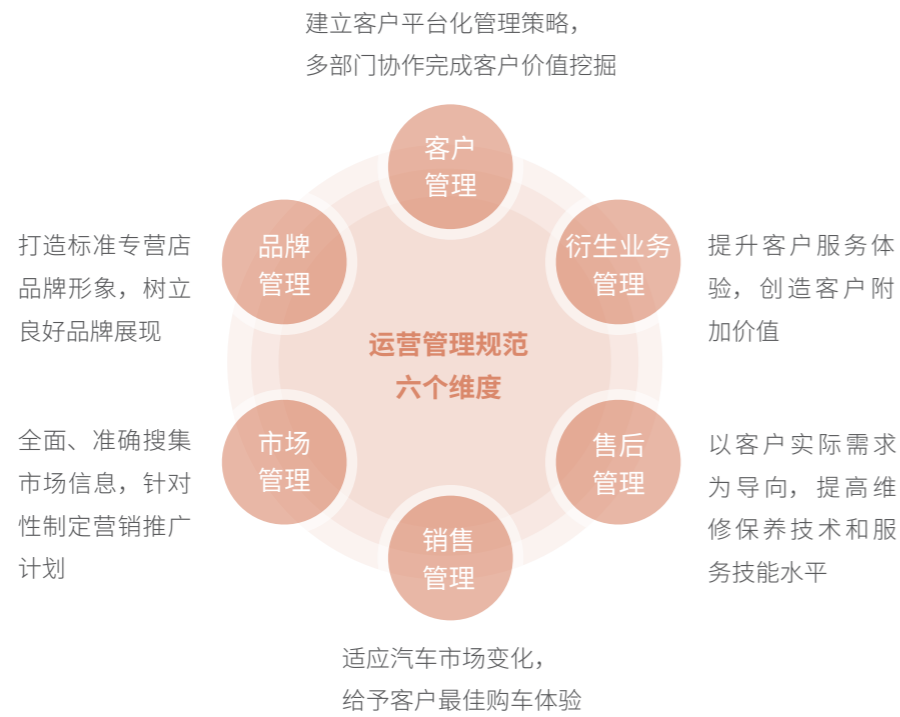 建立客户平台化管理策略，
多部门协作完成客户价值挖掘
客户
管理
品牌
管理
打造标准专营店
品牌形象，树立
良好品牌展现
衍生业务
管理
提升客户服务体
验，创造客户附
加价值
运营管理规范
六个维度
市场
管理
全面、准确搜集
市场信息，针对
性制定营销推广
计划
售后
管理
以客户实际需求
为导向，提高维
修保养技术和服
务技能水平
销售
管理
适应汽车市场变化，
给予客户最佳购车体验